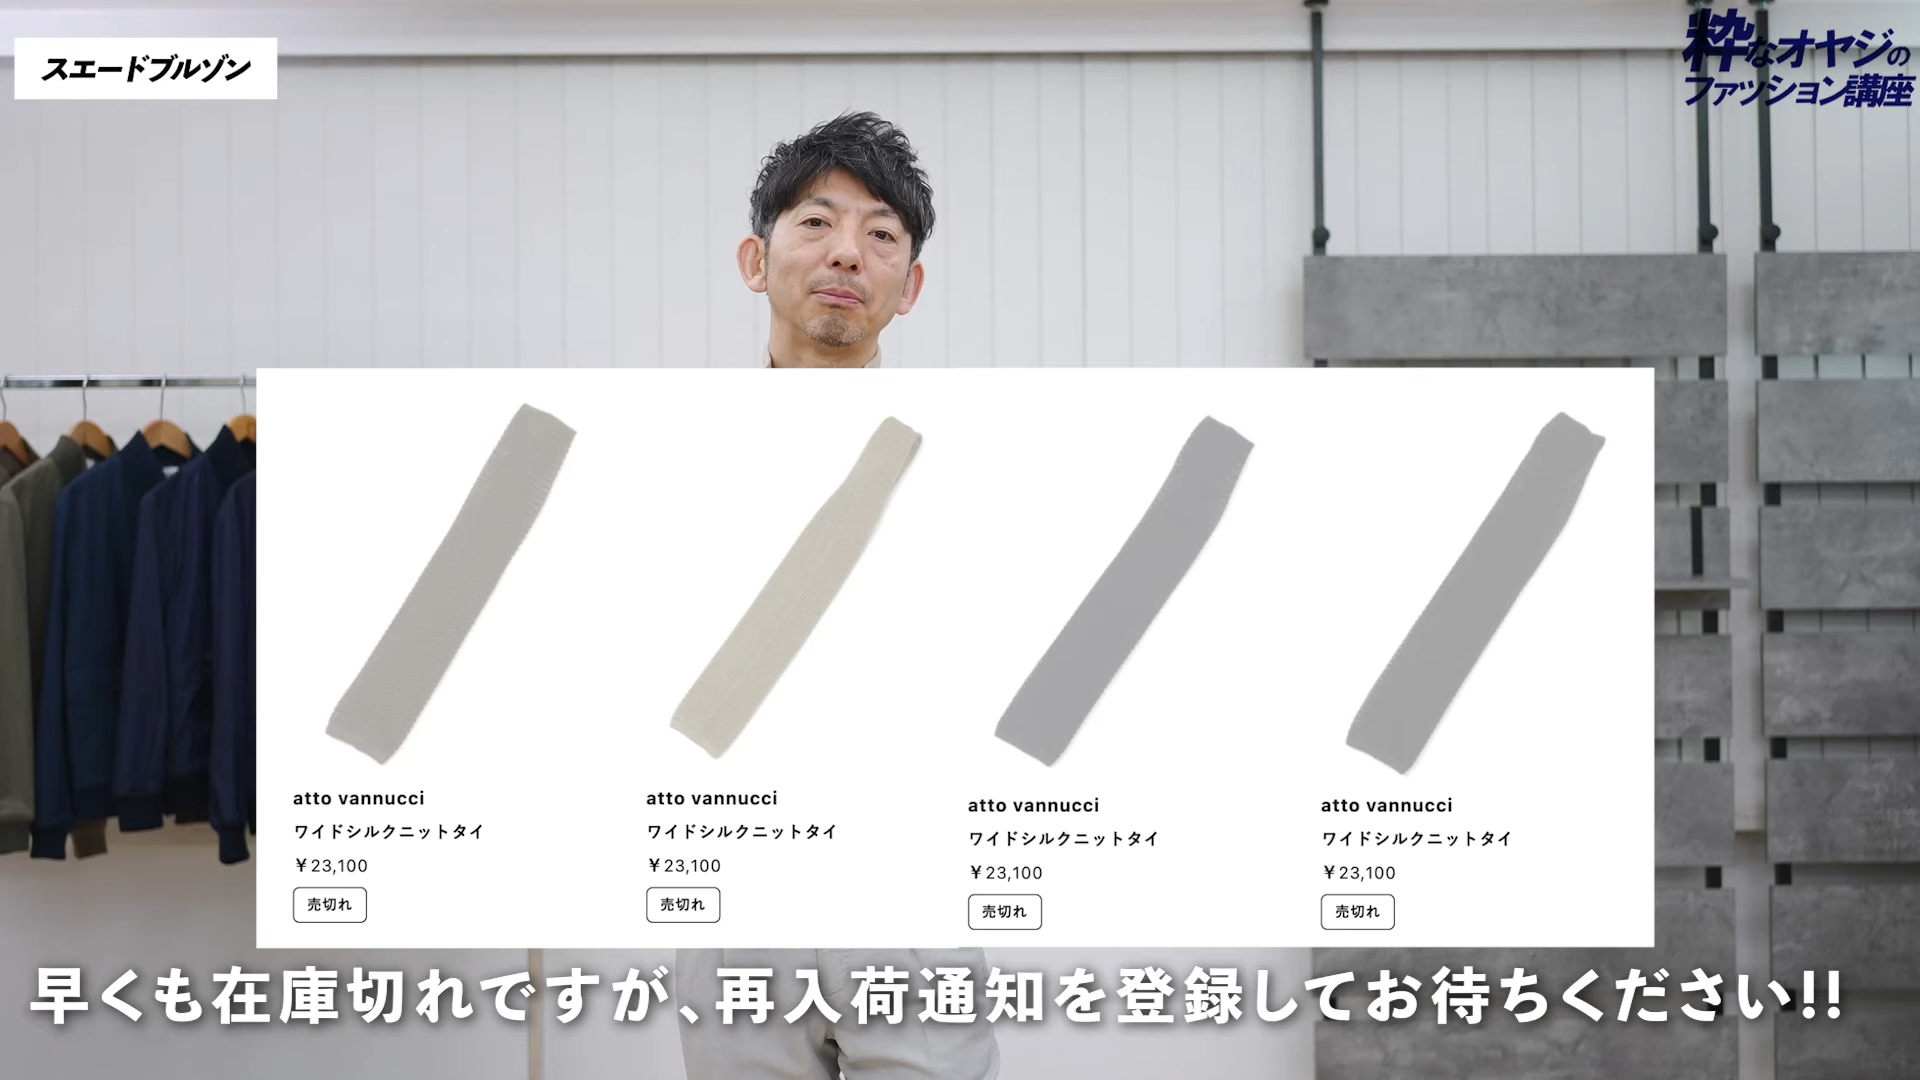 スエードブルゾン
粋なオヤジの
ファッション講座
atto vannucci
ワイドシルクニットタイ
￥23,100
売切れ
atto vannucci
ワイドシルクニットタイ
￥23,100
売切れ
atto vannucci
ワイドシルクニットタイ
￥23,100
売切れ
atto vannucci
ワイドシルクニットタイ
￥23,100
売切れ
早くも在庫切れですが､再入荷通知を登録してお待ちください!!